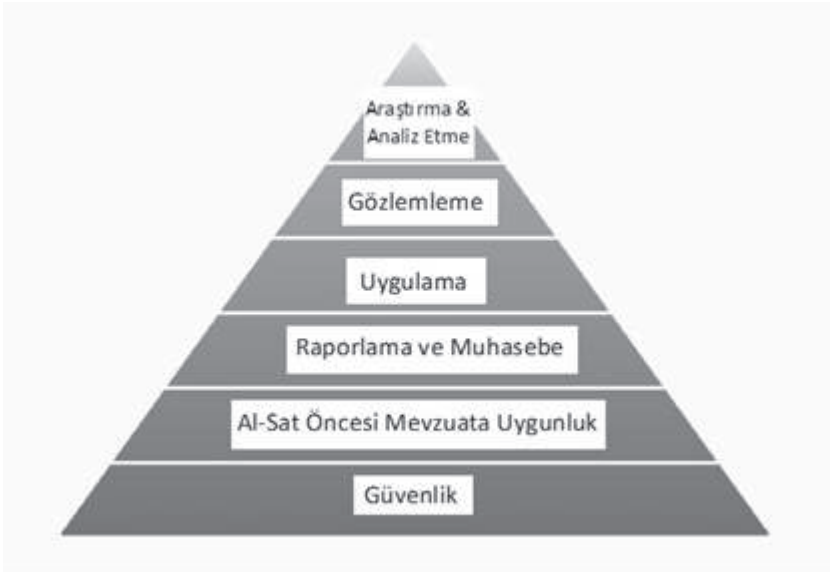 Araştırma &
Analiz Etme
Gözlemleme
Uygulama
Raporlama ve Muhasebe
Al-Sat Öncesi Mevzuata Uygunluk
Güvenlik